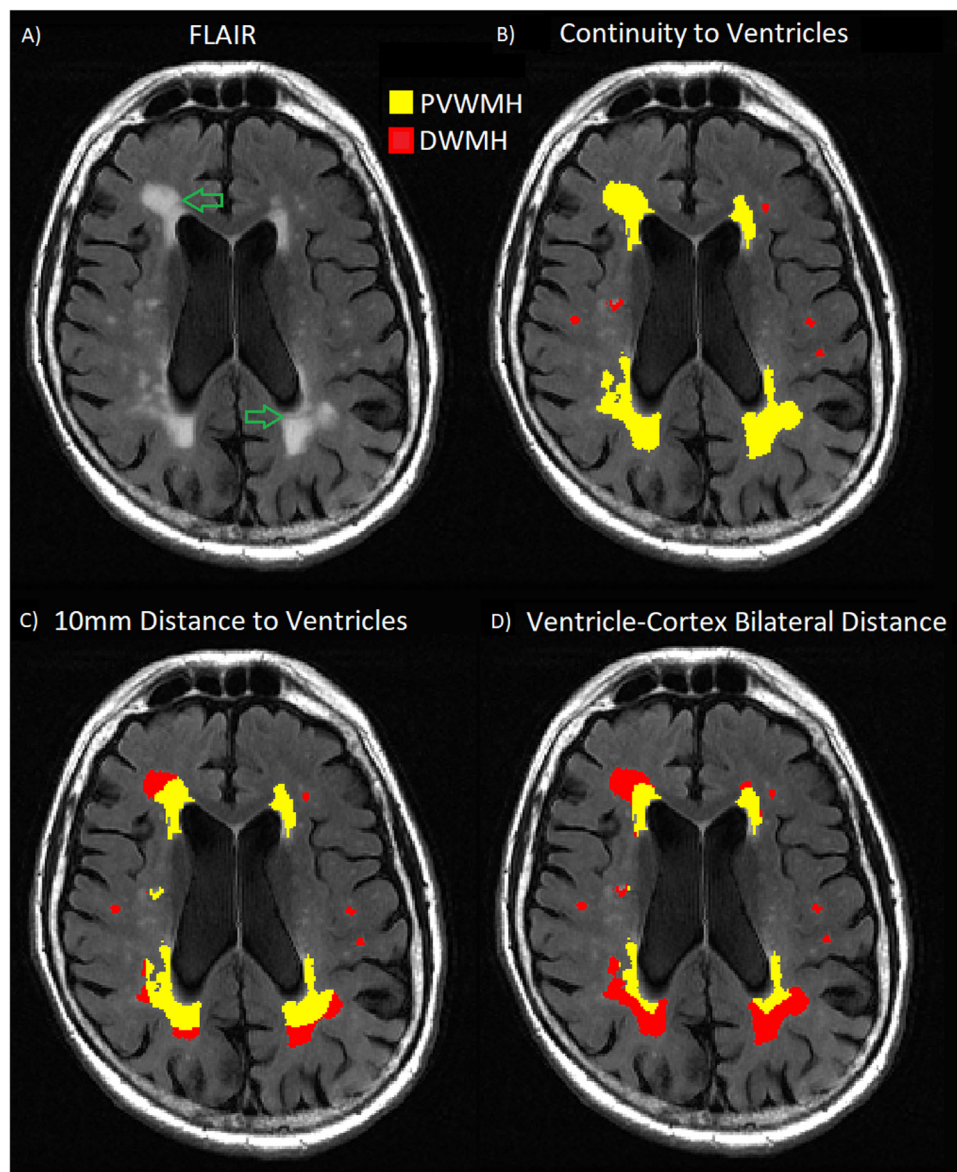 A) FLAIR
B) Continuity to Ventricles
PVWMH
DWMH
C) 10mm Distance to Ventricles
D) Ventricle-Cortex Bilateral Distance